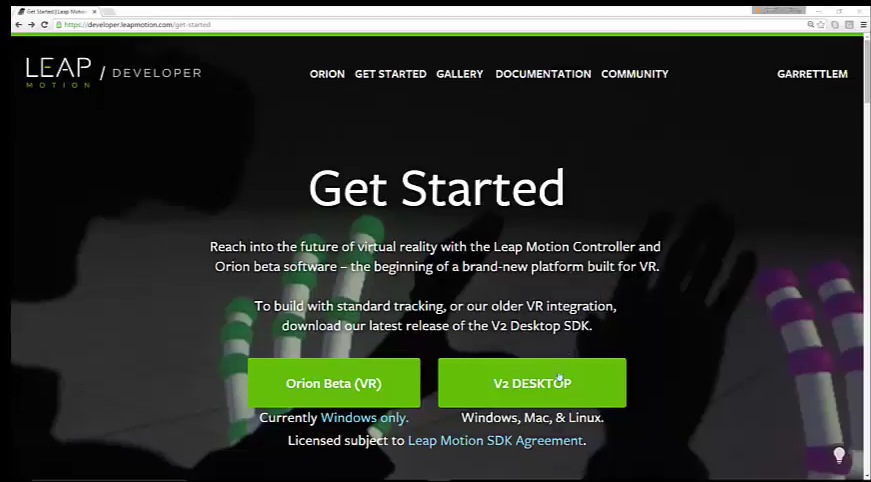 Get Started | Leap Motion
https://developer.leapmotion.com/get-started
LEAP MOTION / DEVELOPER
ORION GET STARTED GALLERY DOCUMENTATION COMMUNITY GARRETTLEM
Get Started
Reach into the future of virtual reality with the Leap Motion Controller and
Orion beta software – the beginning of a brand-new platform built for VR.
To build with standard tracking, or our older VR integration,
download our latest release of the V2 Desktop SDK.
Orion Beta (VR) V2 DESKTOP
Currently Windows only. Windows, Mac, & Linux.
Licensed subject to Leap Motion SDK Agreement.